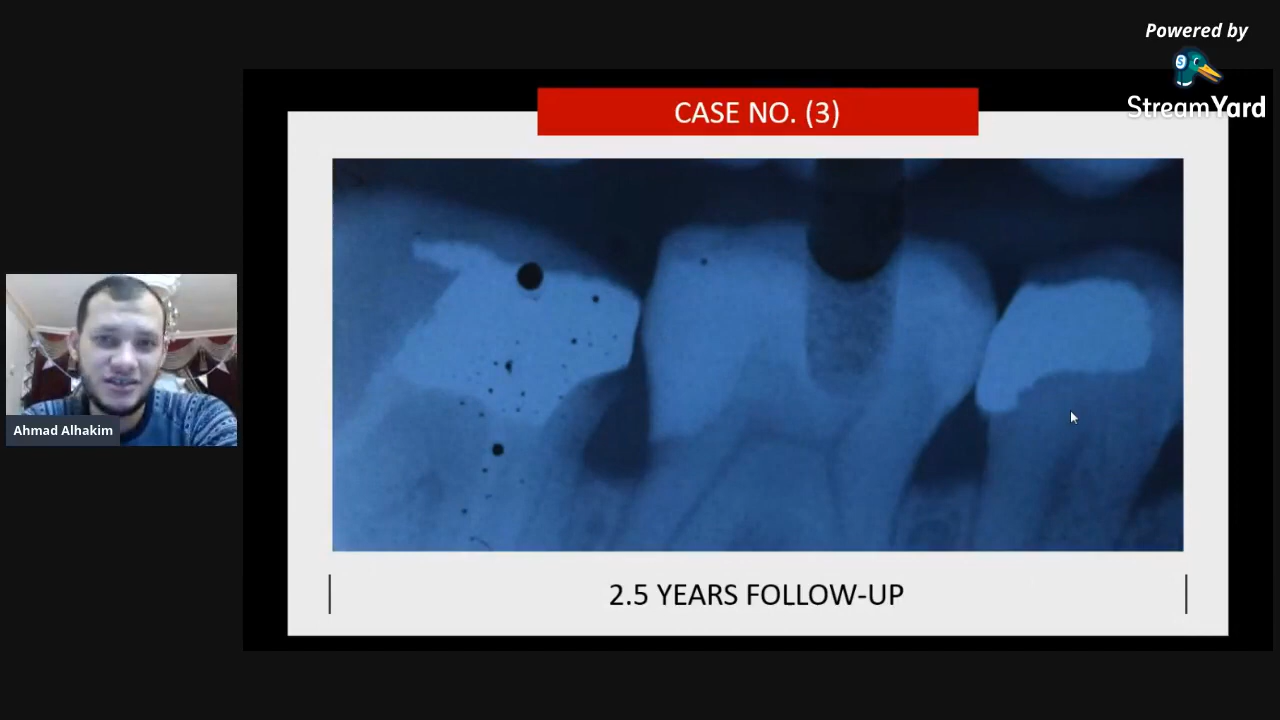 Powered by
StreamYard
CASE NO. (3)
Ahmad Alhakim
2.5 YEARS FOLLOW-UP